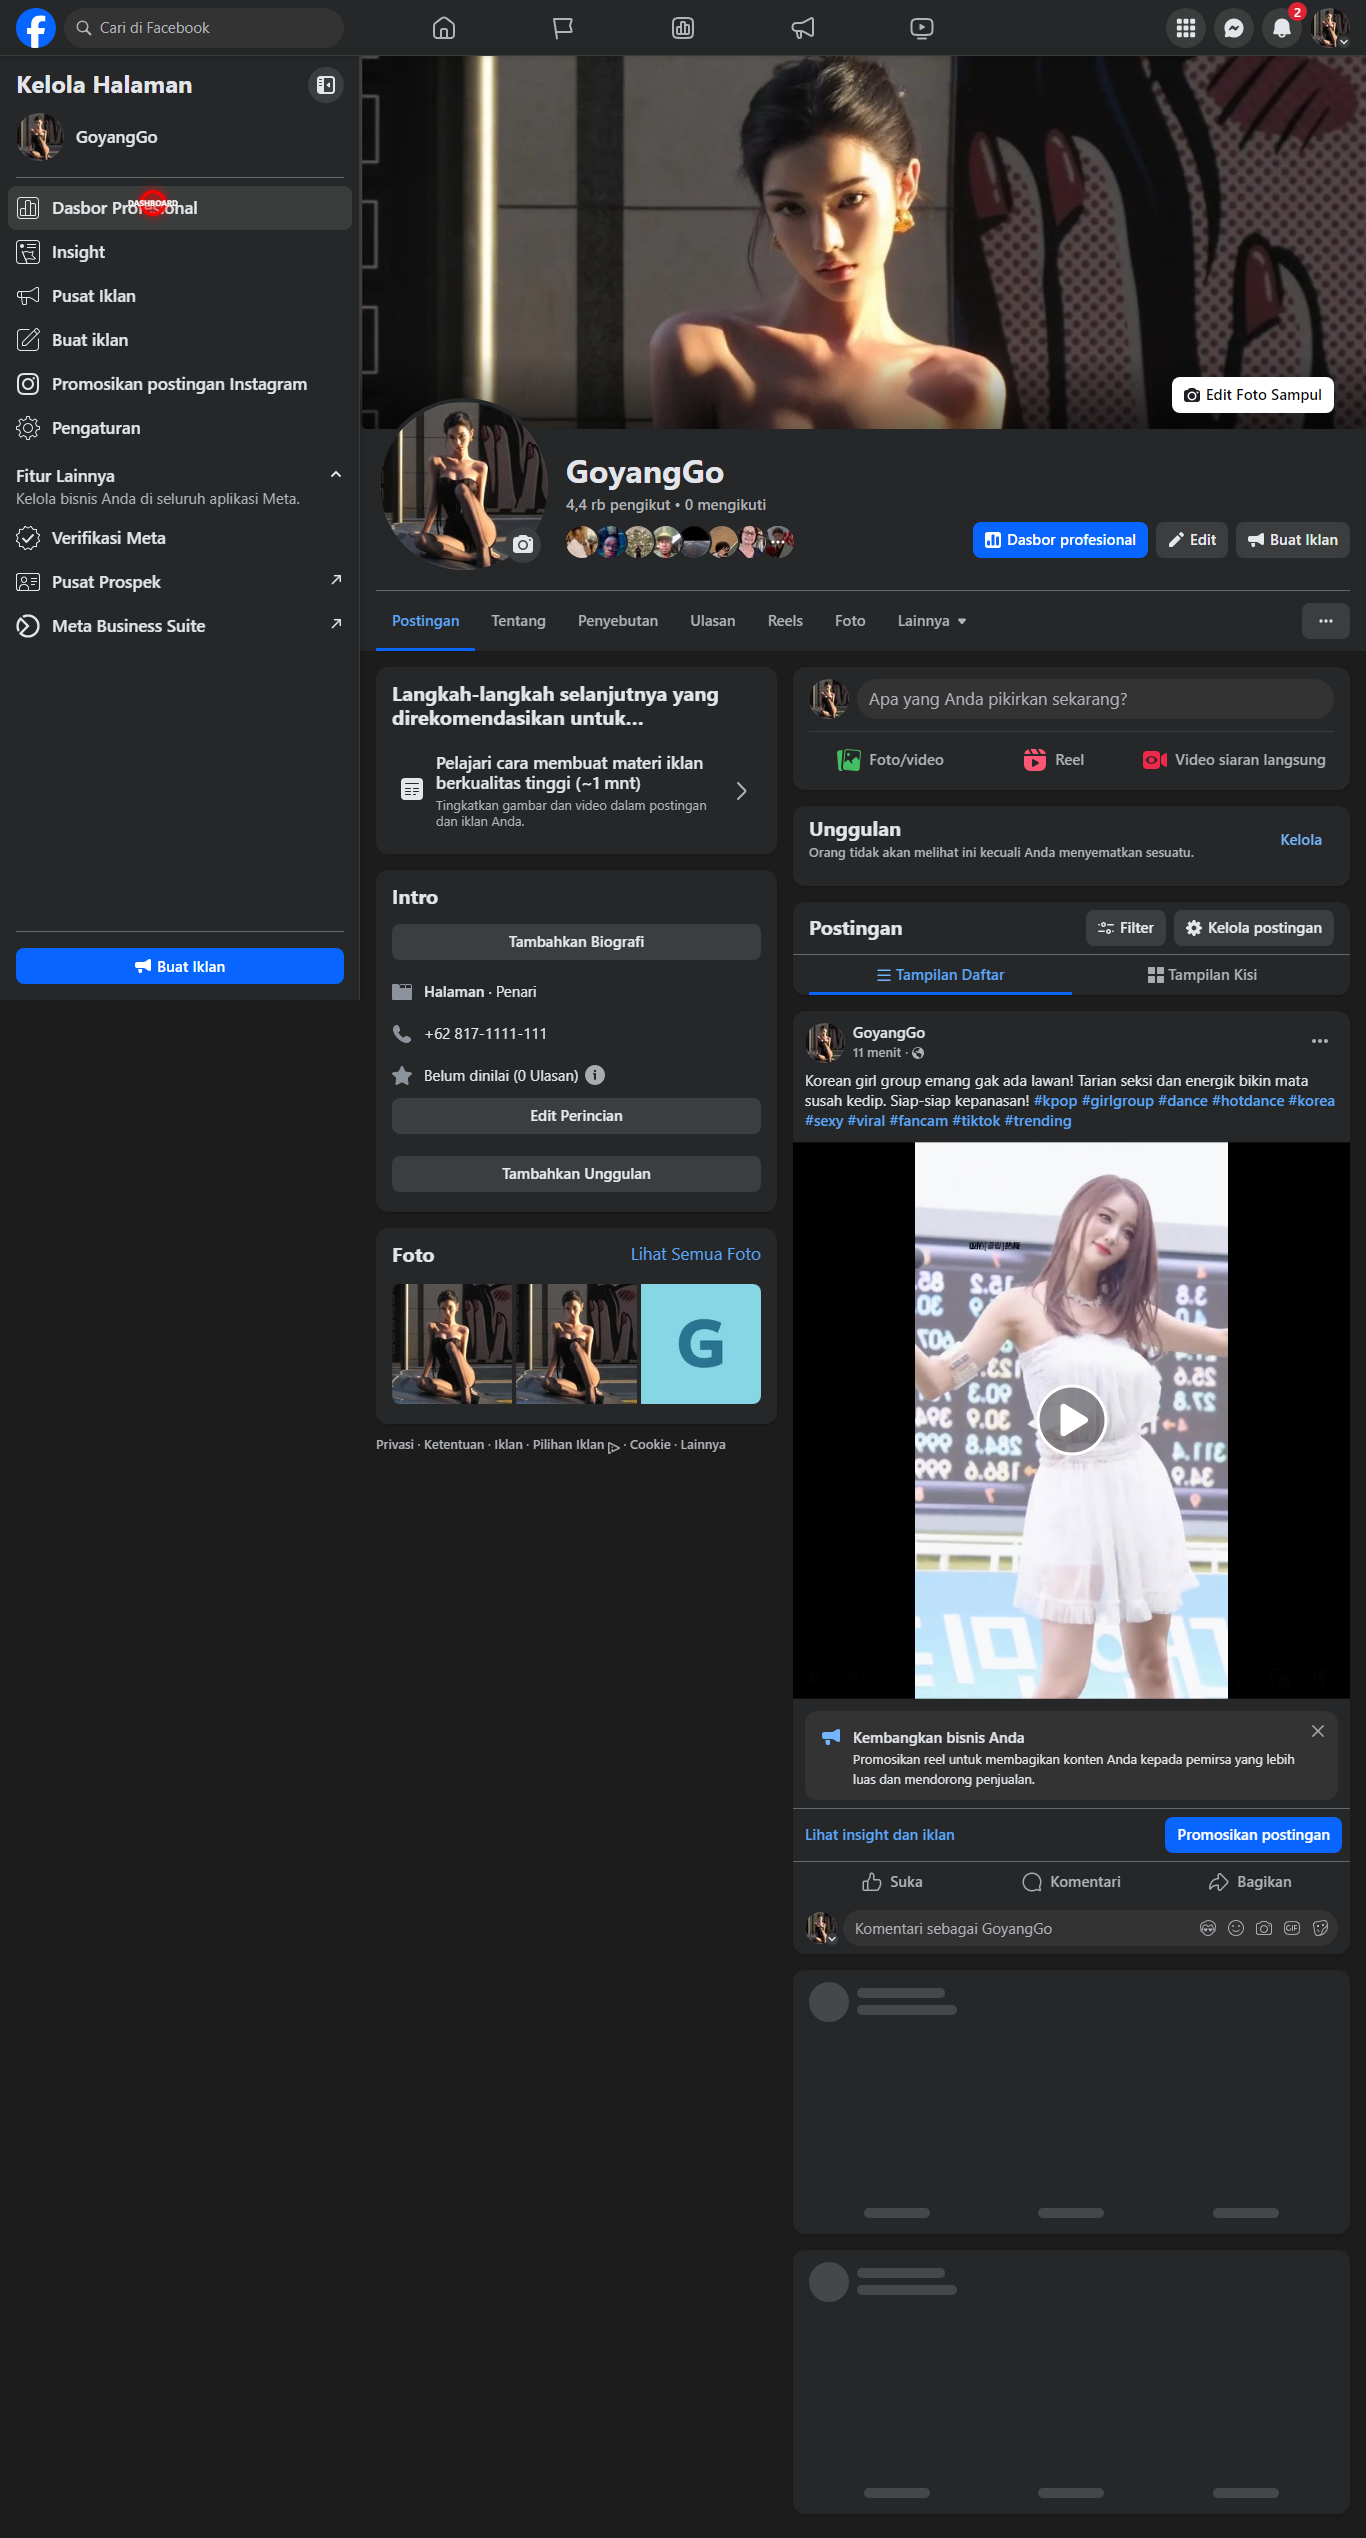 Cari di Facebook
2
Kelola Halaman
GoyangGo
Dasbor Profesional
DASHBOARD
Insight
Pusat Iklan
Buat iklan
Promosikan postingan Instagram
Pengaturan
Fitur Lainnya
Kelola bisnis Anda di seluruh aplikasi Meta.
Verifikasi Meta
Pusat Prospek
Meta Business Suite
Buat Iklan
Edit Foto Sampul
GoyangGo
4,4 rb pengikut • 0 mengikuti
Dasbor profesional
Edit
Buat Iklan
Postingan
Tentang
Penyebutan
Ulasan
Reels
Foto
Lainnya
Langkah-langkah selanjutnya yang
direkomendasikan untuk...
Pelajari cara membuat materi iklan
berkualitas tinggi (~1 mnt)
Tingkatkan gambar dan video dalam postingan
dan iklan Anda.
Intro
Tambahkan Biografi
Halaman · Penari
+62 817-1111-111
Belum dinilai (0 Ulasan)
Edit Perincian
Tambahkan Unggulan
Foto
Lihat Semua Foto
G
Privasi · Ketentuan · Iklan · Pilihan Iklan · Cookie · Lainnya
Apa yang Anda pikirkan sekarang?
Foto/video
Reel
Video siaran langsung
Unggulan
Orang tidak akan melihat ini kecuali Anda menyematkan sesuatu.
Kelola
Postingan
Filter
Kelola postingan
Tampilan Daftar
Tampilan Kisi
GoyangGo
11 menit ·
Korean girl group emang gak ada lawan! Tarian seksi dan energik bikin mata
susah kedip. Siap-siap kepanasan! #kpop #girlgroup #dance #hotdance #korea
#sexy #viral #fancam #tiktok #trending
Kembangkan bisnis Anda
Promosikan reel untuk membagikan konten Anda kepada pemirsa yang lebih
luas dan mendorong penjualan.
Lihat insight dan iklan
Promosikan postingan
Suka
Komentari
Bagikan
Komentari sebagai GoyangGo
GIF